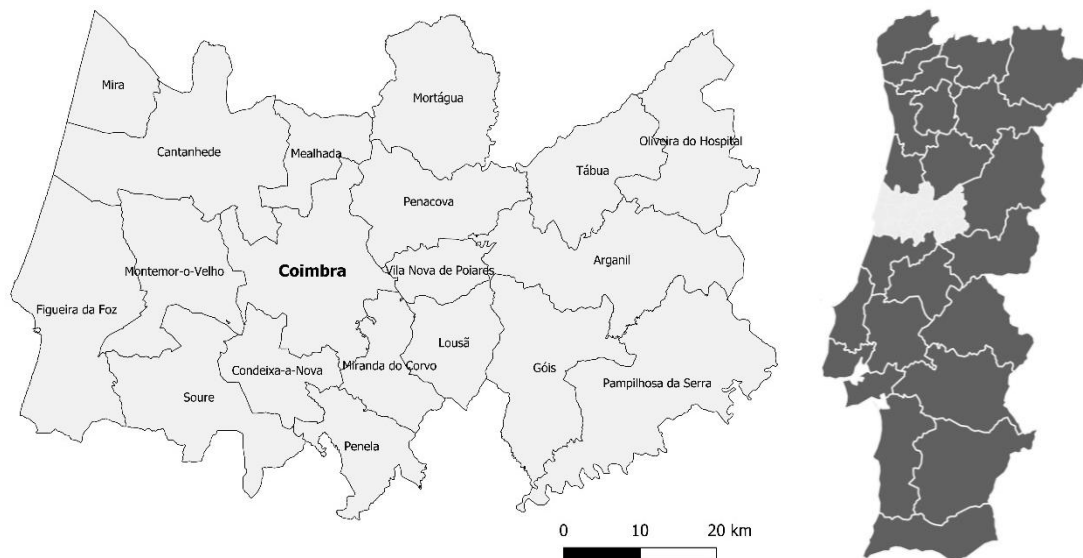 Mira
Mortágua
Cantanhede
Mealhada
Oliveira do Hospital
Tábua
Penacova
Coimbra
Vila Nova de Poiares
Arganil
Montemor-o-Velho
Figueira da Foz
Lousã
Condeixa-a-Nova
Miranda do Corvo
Góis
Pampilhosa da Serra
Soure
Penela
0 10 20 km